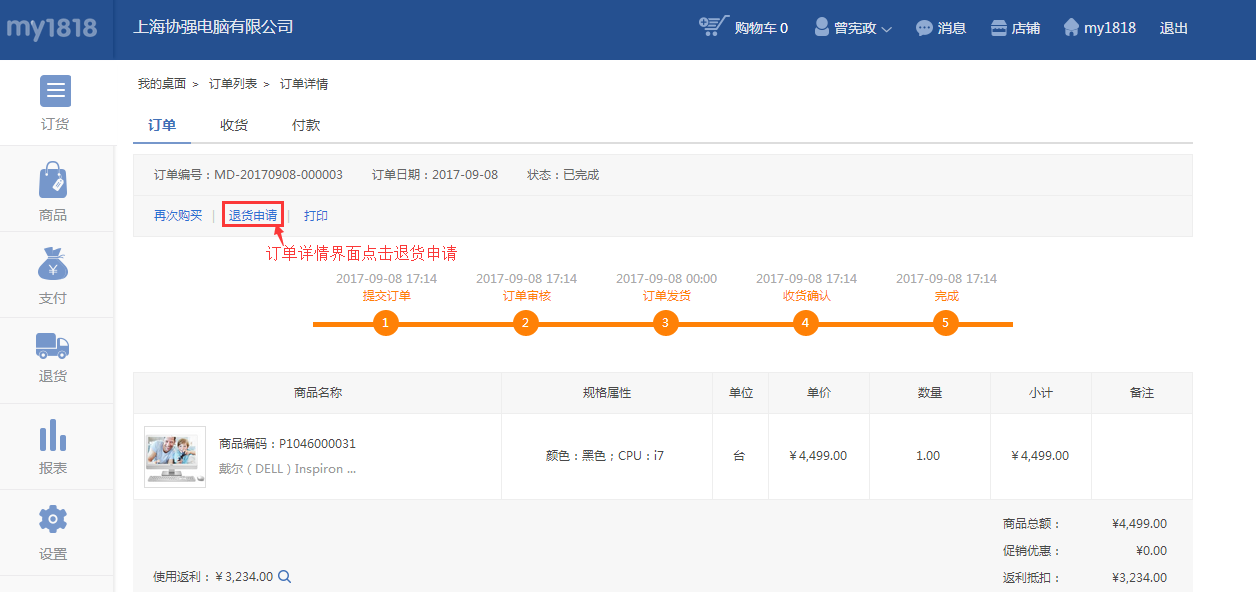 my1818
上海协强电脑有限公司
购物车 0
曾宪政
消息
店铺
my1818
退出
订货
商品
支付
退货
报表
设置
我的桌面 > 订单列表 > 订单详情
订单
收货
付款
订单编号：MD-20170908-000003
订单日期：2017-09-08
状态：已完成
再次购买 | 退货申请 | 打印
订单详情界面点击退货申请
2017-09-08 17:14
提交订单
1
2017-09-08 17:14
订单审核
2
2017-09-08 00:00
订单发货
3
2017-09-08 17:14
收货确认
4
2017-09-08 17:14
完成
5
商品名称
规格属性
单位
单价
数量
小计
备注
商品编码：P1046000031
戴尔（DELL）Inspiron ...
颜色：黑色；CPU：i7
台
￥4,499.00
1.00
￥4,499.00
商品总额： ¥4,499.00
促销优惠： ¥0.00
使用返利：￥3,234.00
返利抵扣： ¥3,234.00